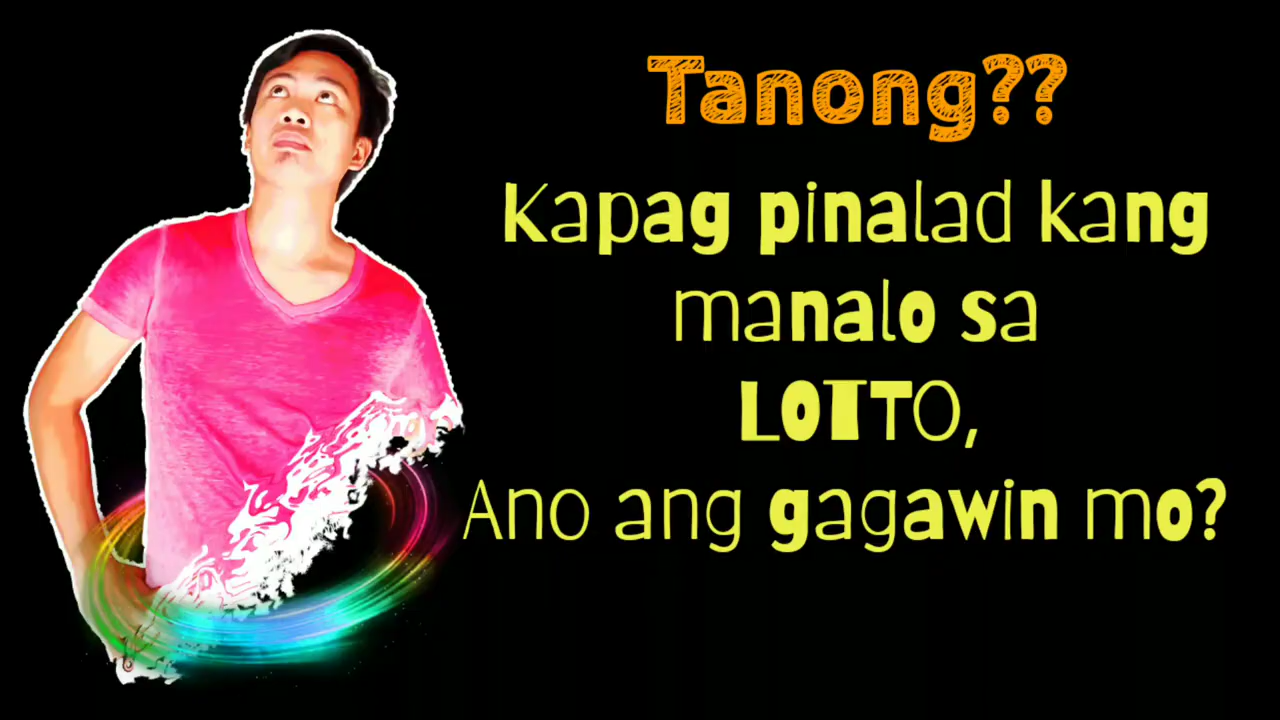 Tanong??
Kapag pinalad kang
manalo sa
LOTTO,
Ano ang gagawin mo?